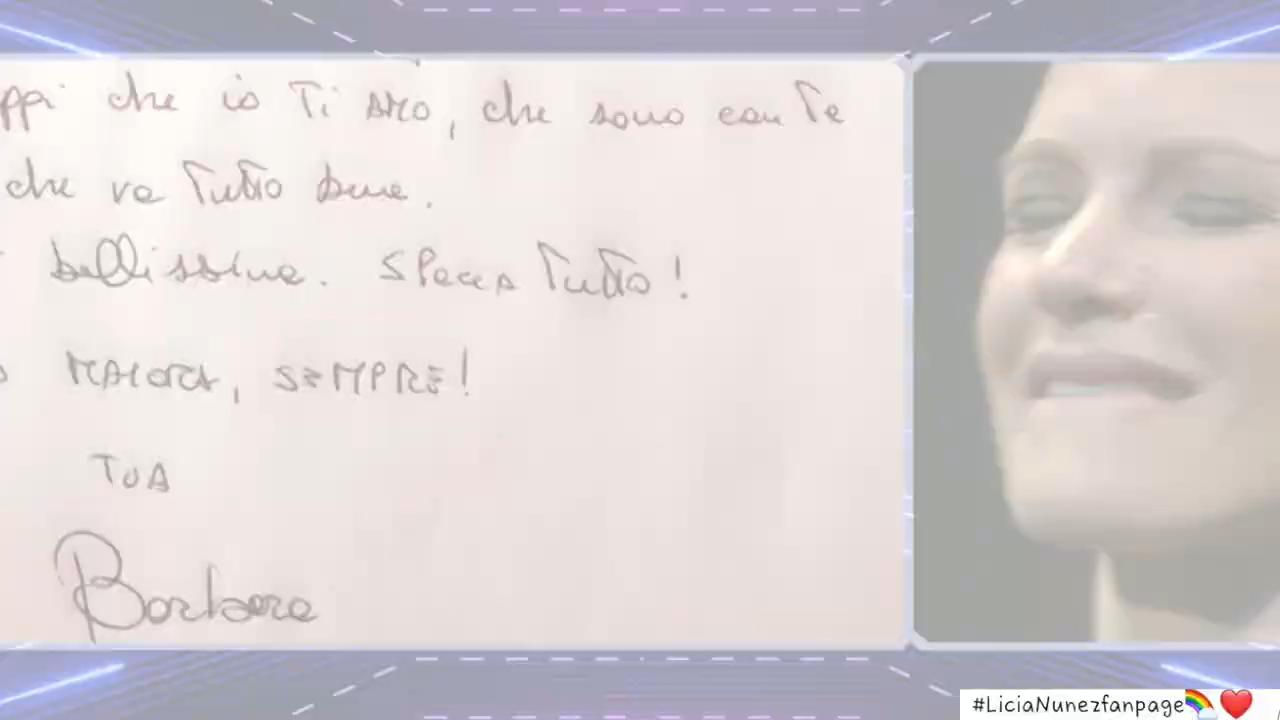 ppi che io Ti amo, che sono con Te
che va Tutto bene.
i bellissima. SPACCA TuTTo!
MAIORA, SEMPRE!
TUA
Barbara
#LiciaNunezfanpage🌈❤️